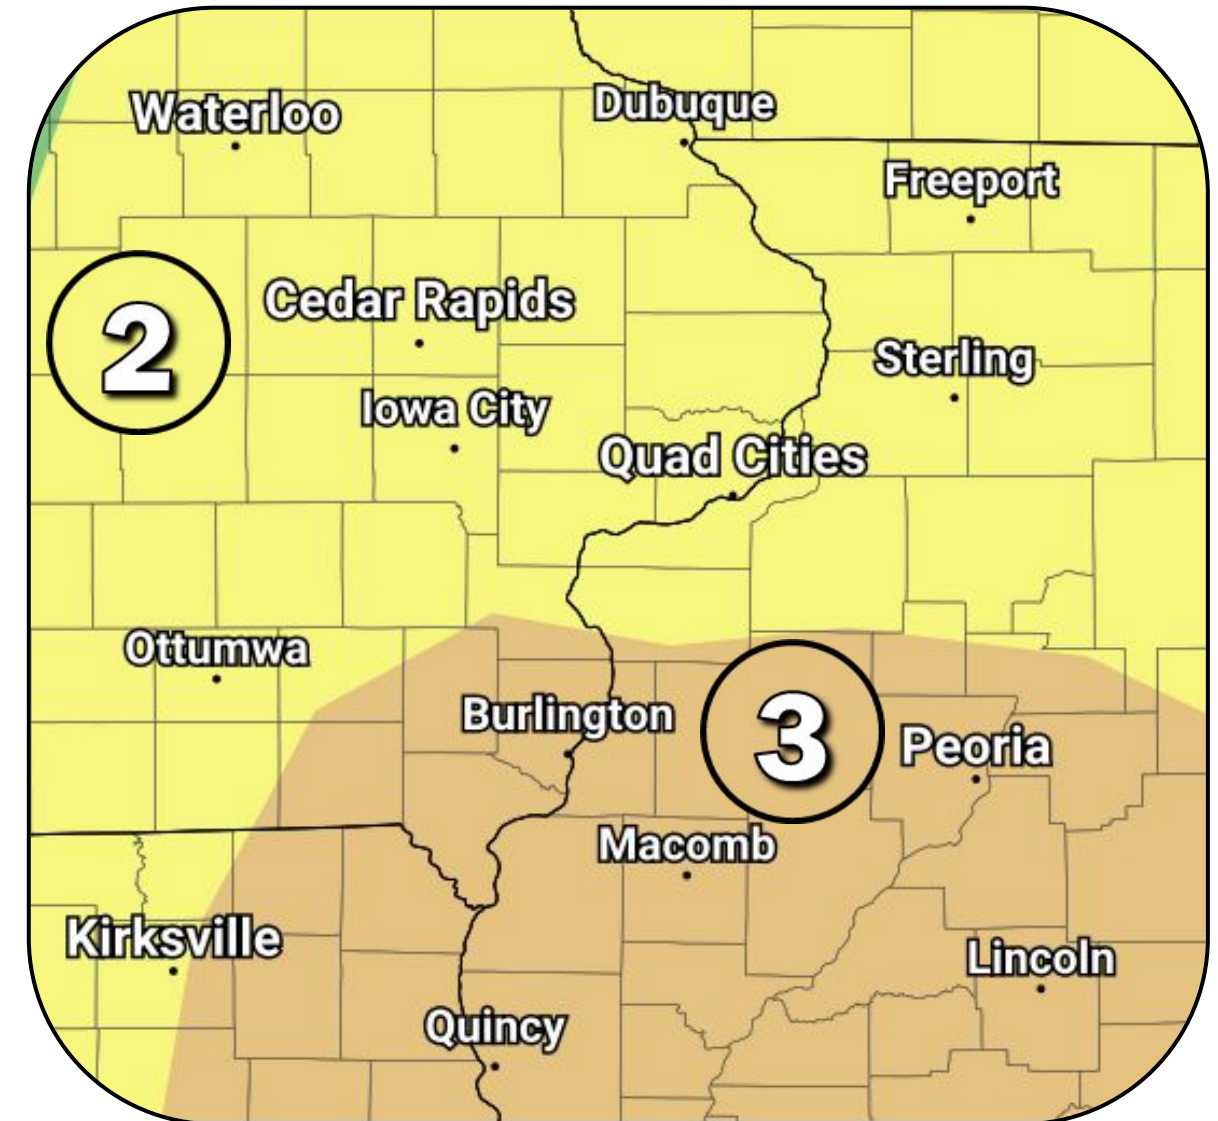 Waterloo
Dubuque
Freeport
2
Cedar Rapids
Sterling
Iowa City
Quad Cities
Ottumwa
Burlington
3
Peoria
Macomb
Kirksville
Lincoln
Quincy